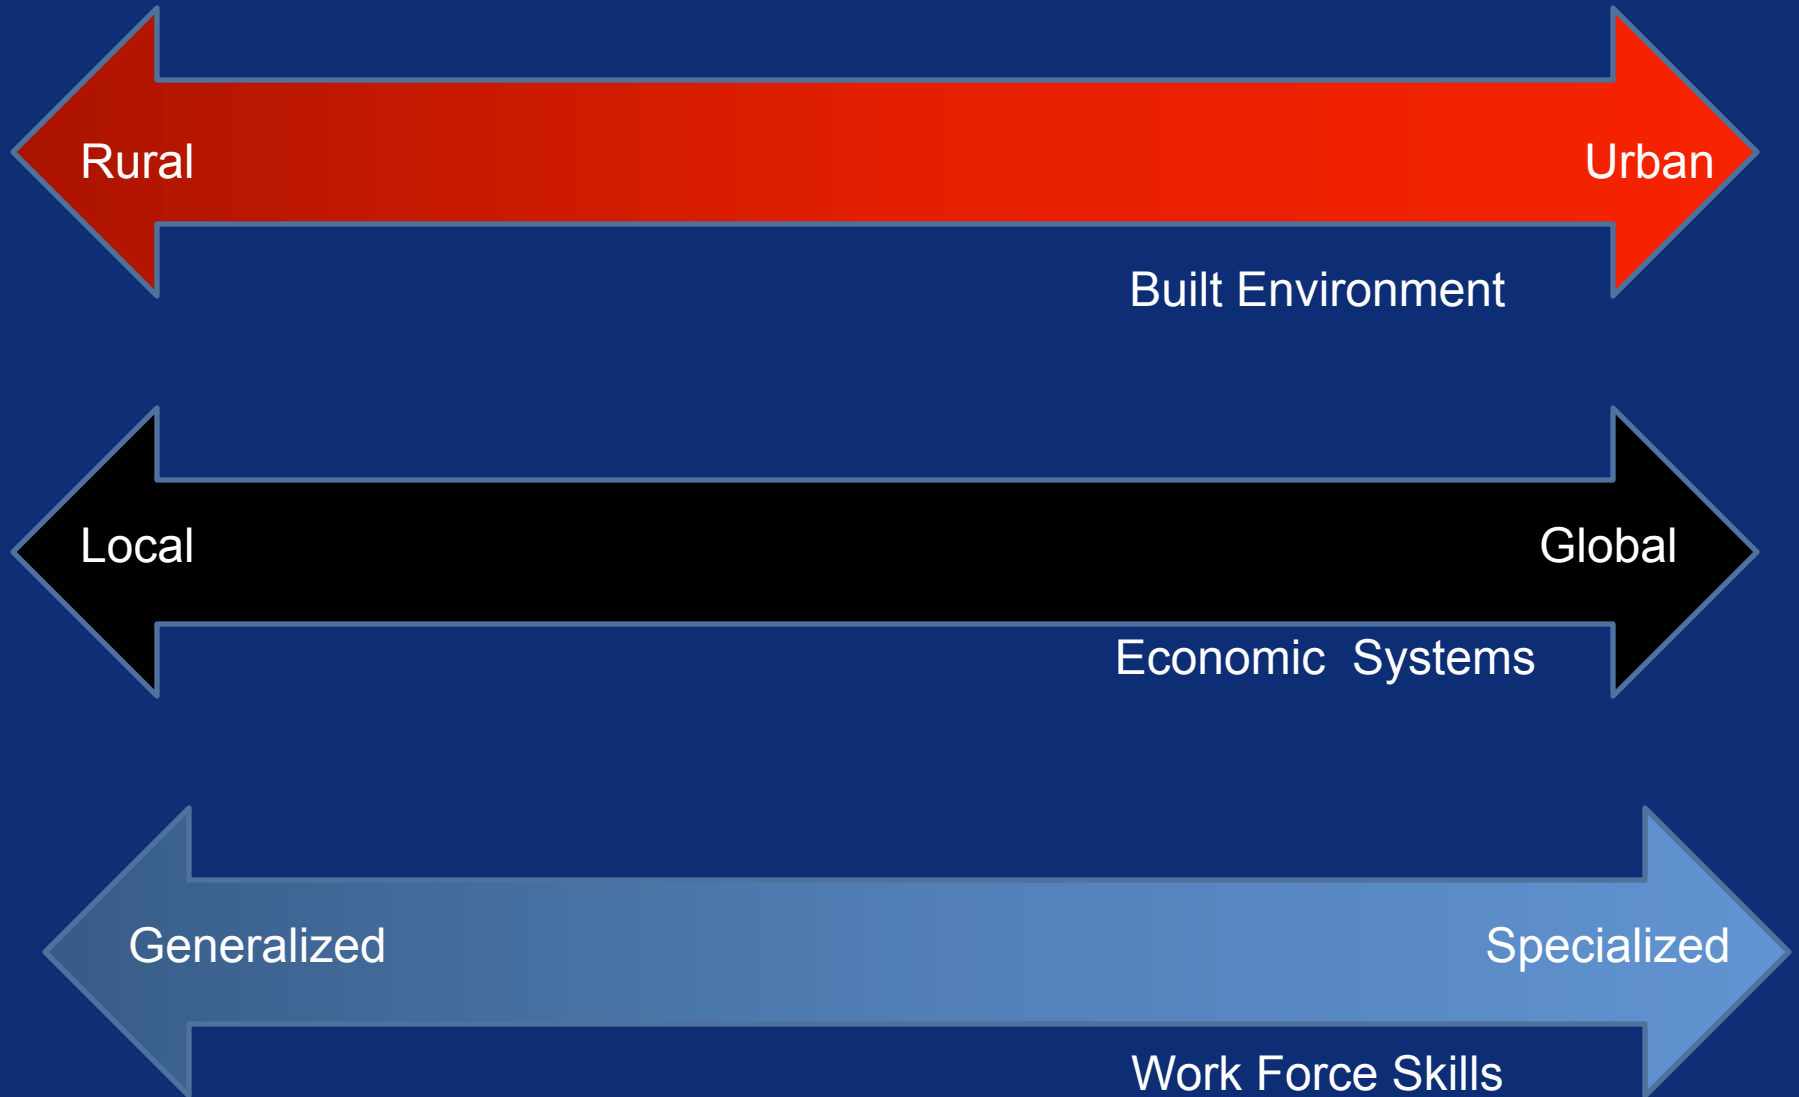 Rural Urban
Built Environment
Local Global
Economic  Systems
Generalized Specialized
Work Force Skills